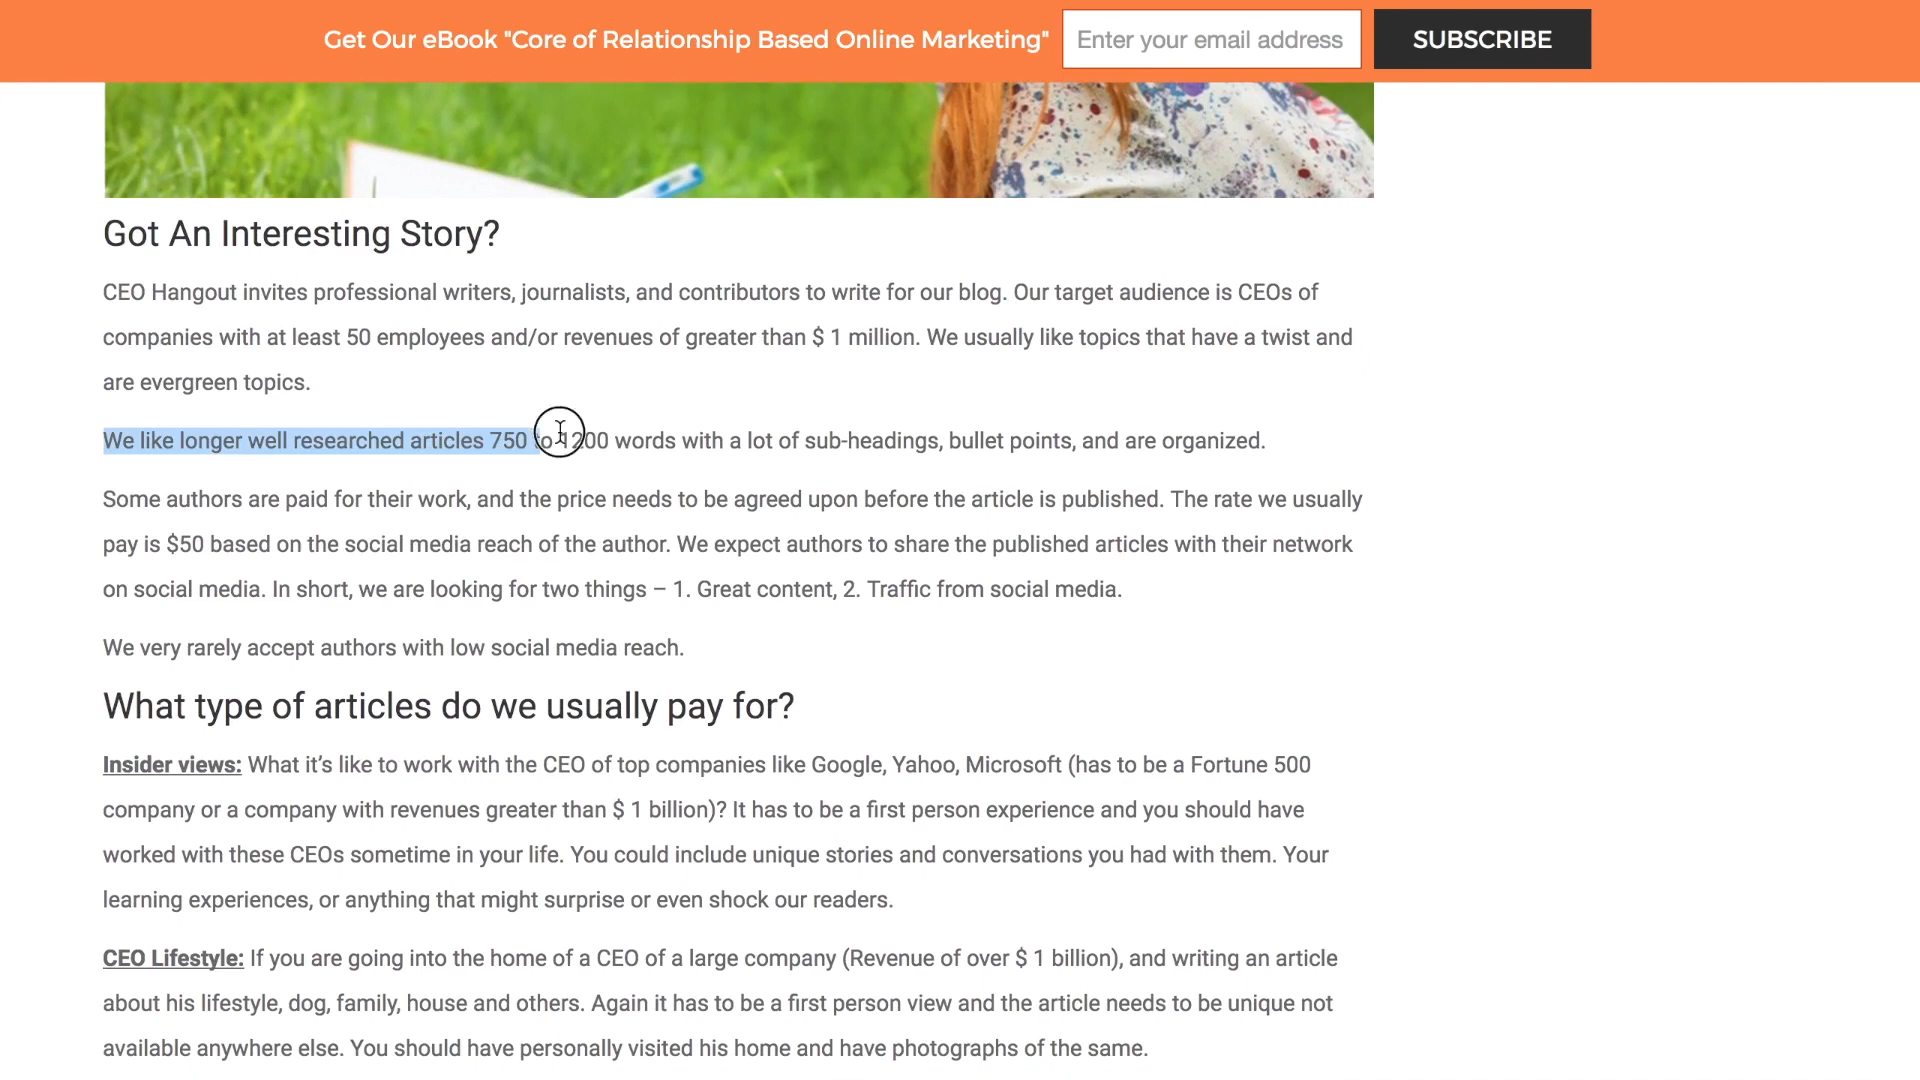 Get Our eBook "Core of Relationship Based Online Marketing" Enter your email address SUBSCRIBE
Got An Interesting Story?
CEO Hangout invites professional writers, journalists, and contributors to write for our blog. Our target audience is CEOs of
companies with at least 50 employees and/or revenues of greater than $ 1 million. We usually like topics that have a twist and
are evergreen topics.
We like longer well researched articles 750 to 1200 words with a lot of sub-headings, bullet points, and are organized.
Some authors are paid for their work, and the price needs to be agreed upon before the article is published. The rate we usually
pay is $50 based on the social media reach of the author. We expect authors to share the published articles with their network
on social media. In short, we are looking for two things – 1. Great content, 2. Traffic from social media.
We very rarely accept authors with low social media reach.
What type of articles do we usually pay for?
Insider views: What it’s like to work with the CEO of top companies like Google, Yahoo, Microsoft (has to be a Fortune 500
company or a company with revenues greater than $ 1 billion)? It has to be a first person experience and you should have
worked with these CEOs sometime in your life. You could include unique stories and conversations you had with them. Your
learning experiences, or anything that might surprise or even shock our readers.
CEO Lifestyle: If you are going into the home of a CEO of a large company (Revenue of over $ 1 billion), and writing an article
about his lifestyle, dog, family, house and others. Again it has to be a first person view and the article needs to be unique not
available anywhere else. You should have personally visited his home and have photographs of the same.